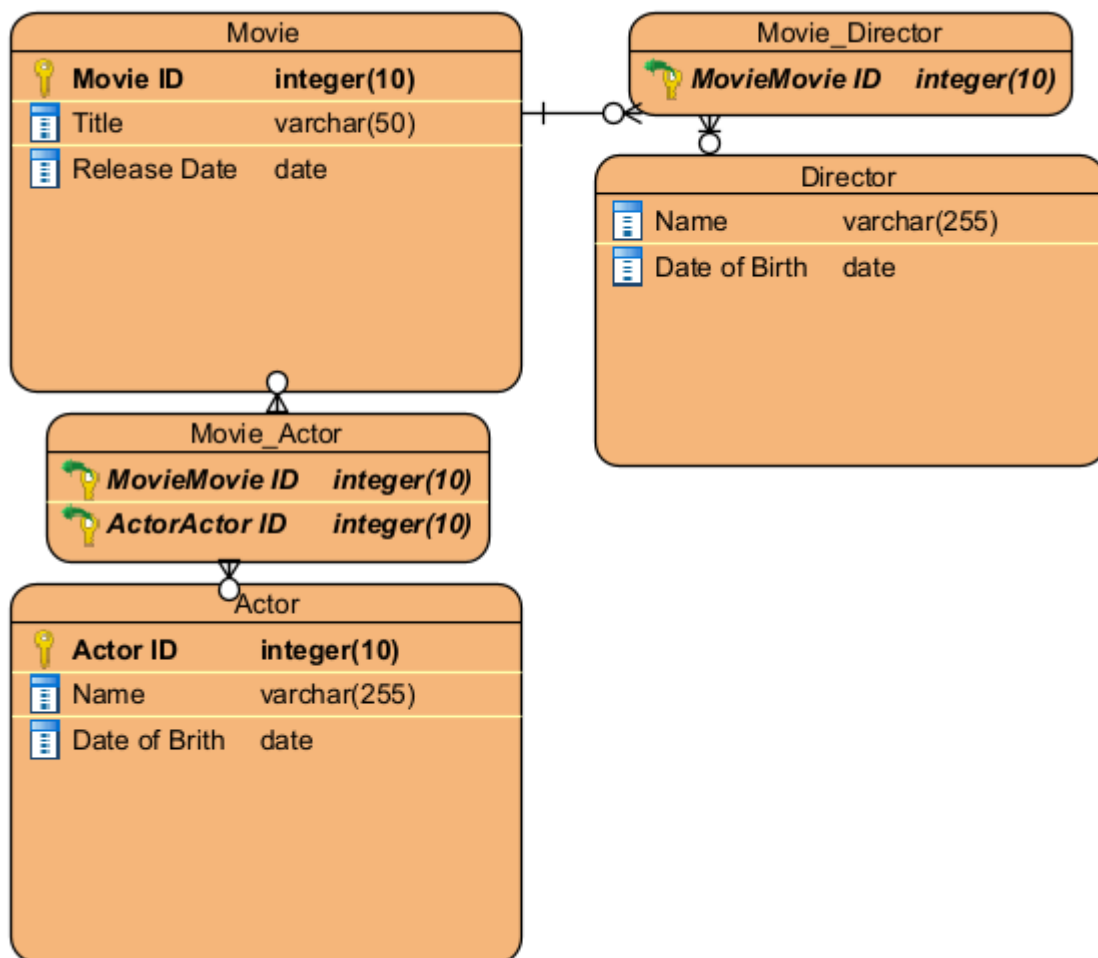 Movie
Movie ID integer(10)
Title varchar(50)
Release Date date
Movie_Director
MovieMovie ID integer(10)
Director
Name varchar(255)
Date of Birth date
Movie_Actor
MovieMovie ID integer(10)
ActorActor ID integer(10)
Actor
Actor ID integer(10)
Name varchar(255)
Date of Brith date